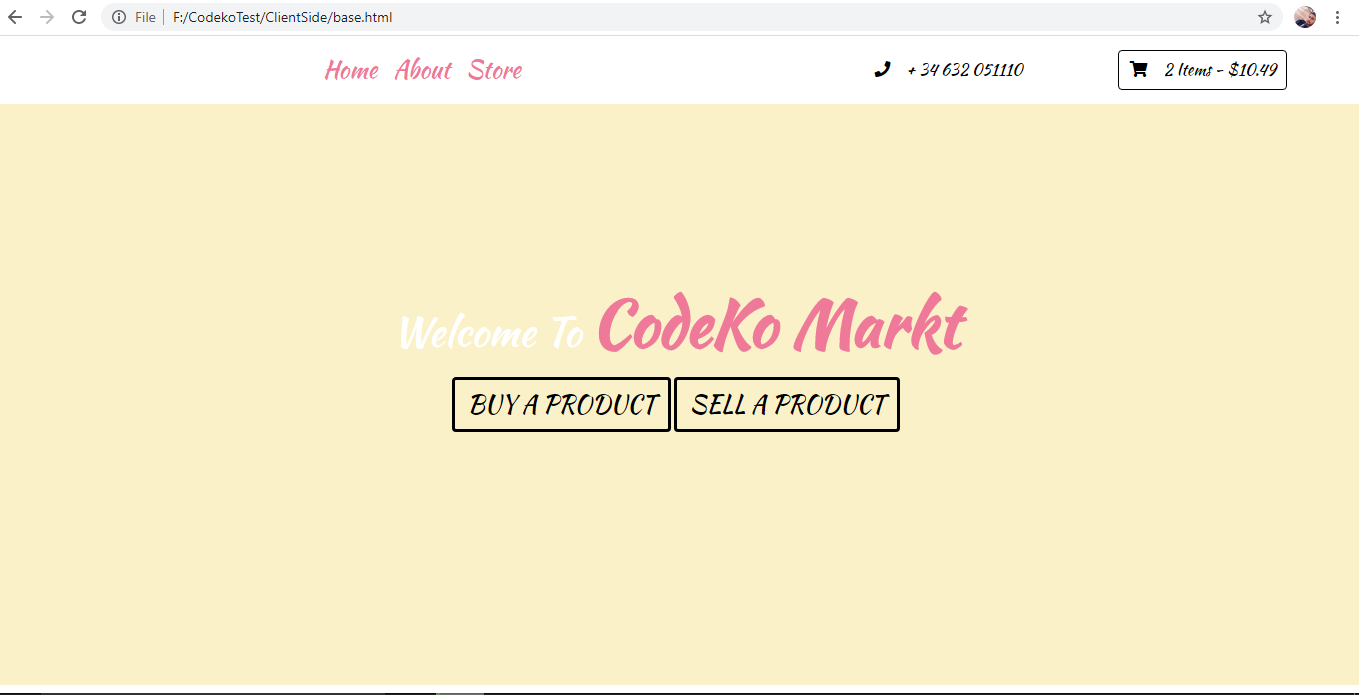 File F:/CodekoTest/ClientSide/base.html
Home About Store + 34 632 051110 2 Items - $10.49
Welcome To CodeKo Markt
BUY A PRODUCT SELL A PRODUCT